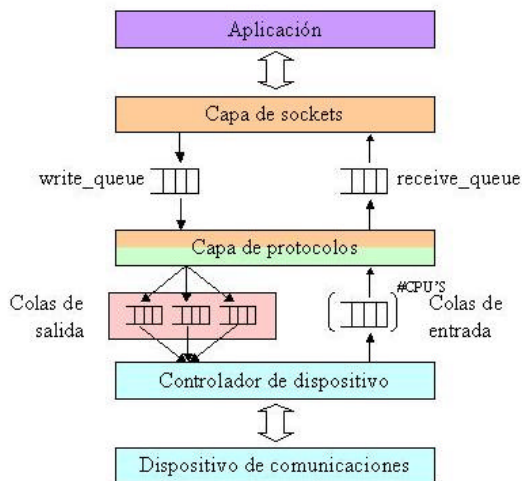 Aplicación
Capa de sockets
write_queue
receive_queue
Capa de protocolos
#CPU'S
Colas de
salida
Colas de
entrada
Controlador de dispositivo
Dispositivo de comunicaciones